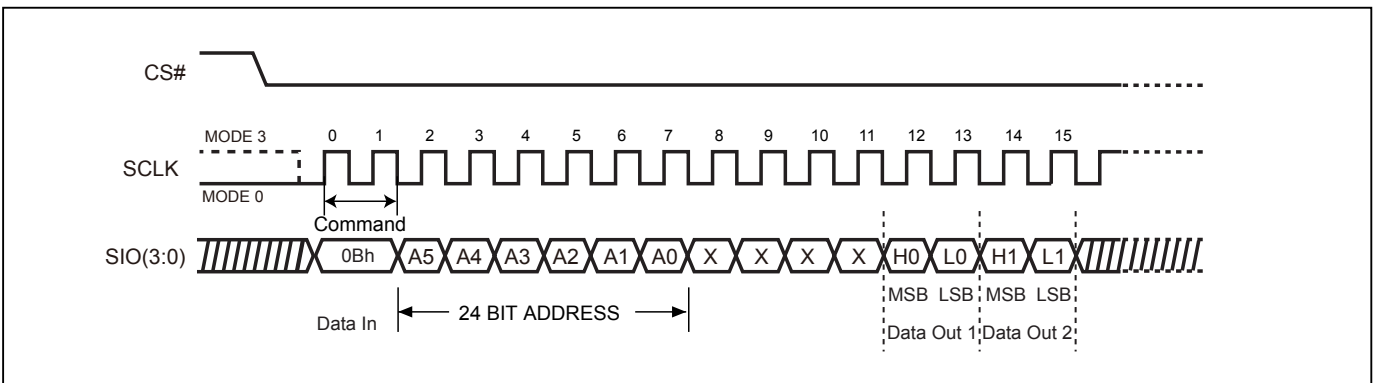 CS#
MODE 3
0 1 2 3 4 5 6 7 8 9 10 11 12 13 14 15
SCLK
MODE 0
Command
SIO(3:0)
0Bh A5 A4 A3 A2 A1 A0 X X X X H0 L0 H1 L1
MSB LSB MSB LSB
Data In
24 BIT ADDRESS
Data Out 1 Data Out 2